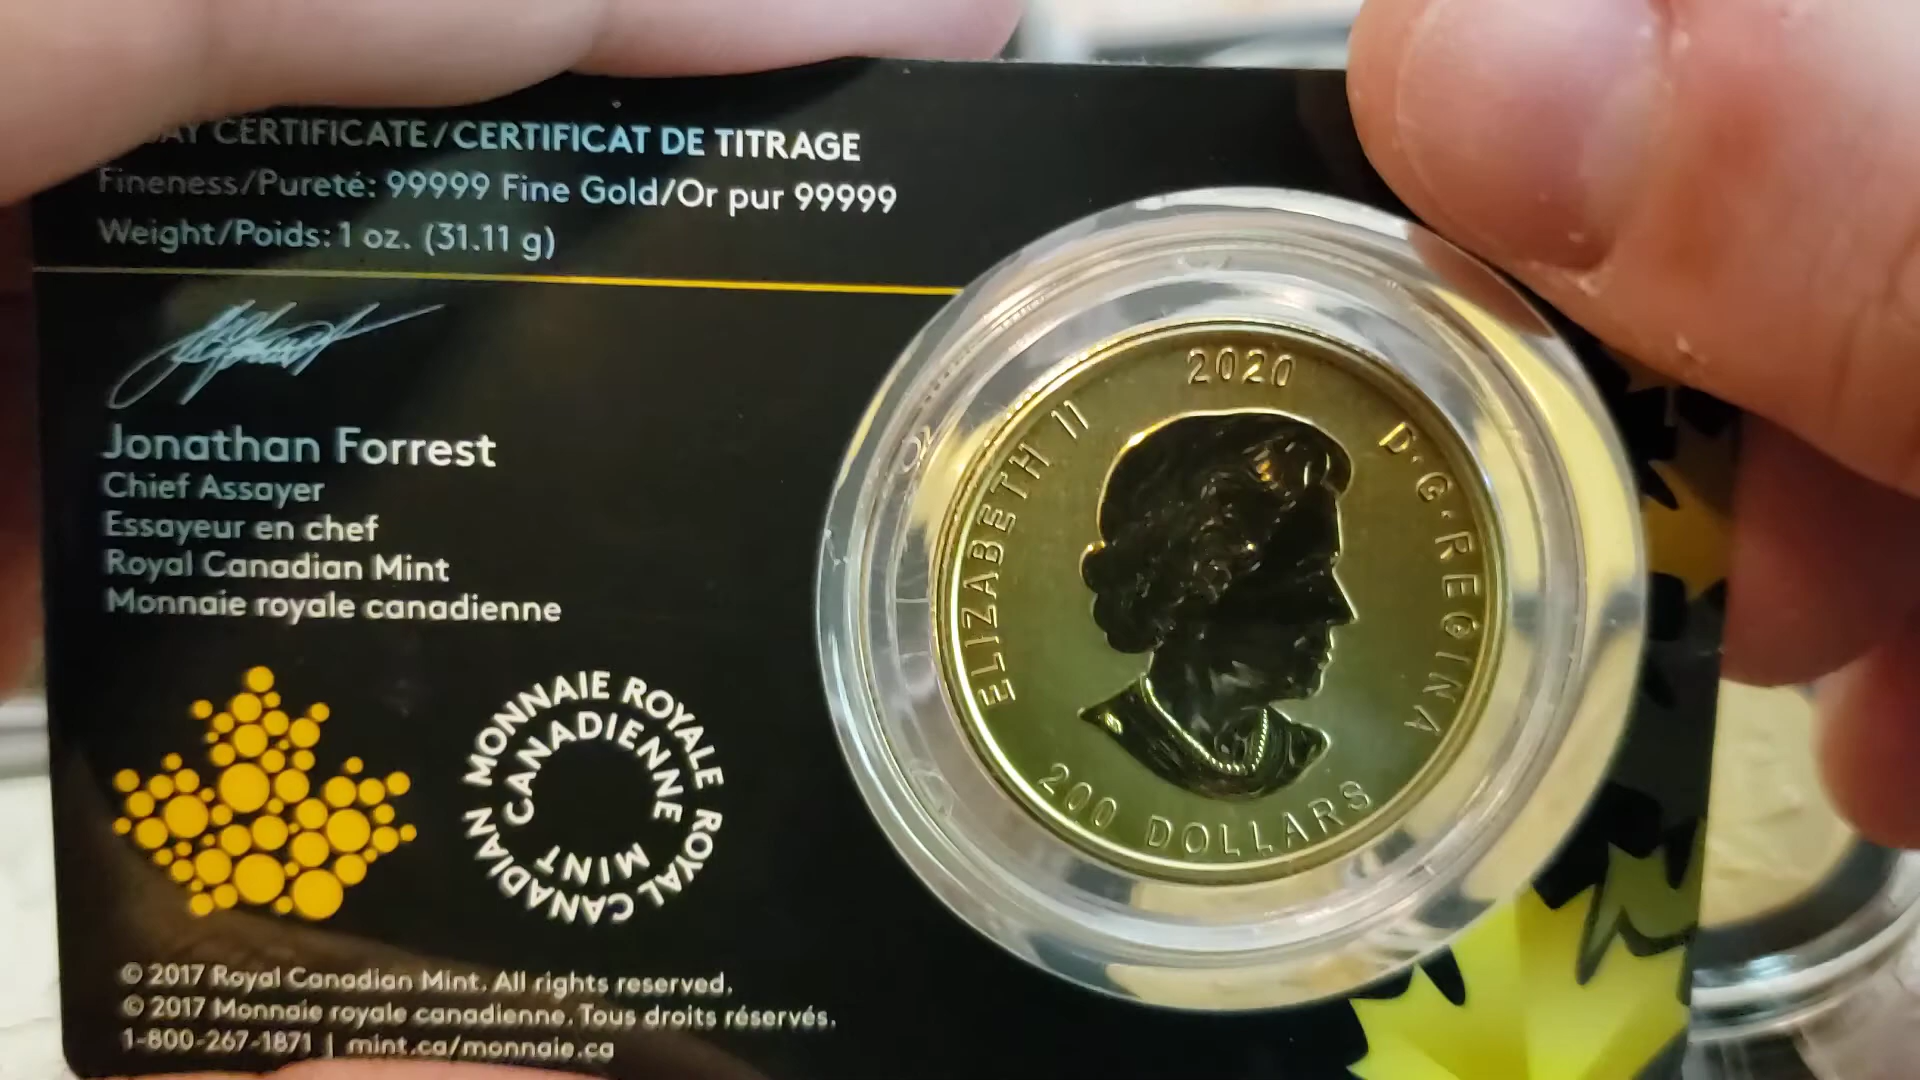 CERTIFICATE/CERTIFICAT DE TITRAGE
Fineness/Pureté: 99999 Fine Gold/Or pur 99999
Weight/Poids: 1 oz. (31.11 g)
Jonathan Forrest
Chief Assayer
Essayeur en chef
Royal Canadian Mint
Monnaie royale canadienne
MONNAIE ROYALE CANADIENNE
ROYAL CANADIAN MINT
© 2017 Royal Canadian Mint. All rights reserved.
© 2017 Monnaie royale canadienne. Tous droits réservés.
1-800-267-1871 | mint.ca/monnaie.ca
2020
ELIZABETH II
D·G·REGINA
200 DOLLARS